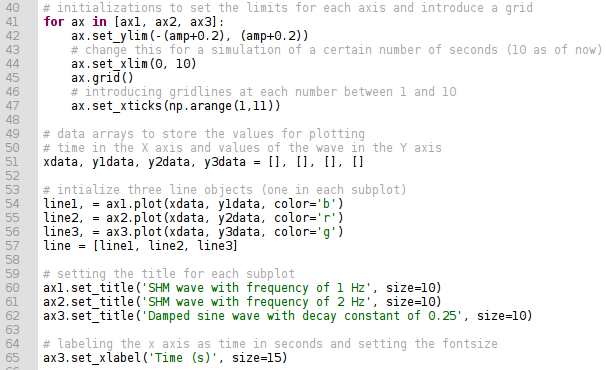 40 # initializations to set the limits for each axis and introduce a grid
41 for ax in [ax1, ax2, ax3]:
42     ax.set_ylim(-(amp+0.2), (amp+0.2))
43     # change this for a simulation of a certain number of seconds (10 as of now)
44     ax.set_xlim(0, 10)
45     ax.grid()
46     # introducing gridlines at each number between 1 and 10
47     ax.set_xticks(np.arange(1,11))
48
49 # data arrays to store the values for plotting
50 # time in the X axis and values of the wave in the Y axis
51 xdata, y1data, y2data, y3data = [], [], [], []
52
53 # intialize three line objects (one in each subplot)
54 line1, = ax1.plot(xdata, y1data, color='b')
55 line2, = ax2.plot(xdata, y2data, color='r')
56 line3, = ax3.plot(xdata, y3data, color='g')
57 line = [line1, line2, line3]
58
59 # setting the title for each subplot
60 ax1.set_title('SHM wave with frequency of 1 Hz', size=10)
61 ax2.set_title('SHM wave with frequency of 2 Hz', size=10)
62 ax3.set_title('Damped sine wave with decay constant of 0.25', size=10)
63
64 # labeling the x axis as time in seconds and setting the fontsize
65 ax3.set_xlabel('Time (s)', size=15)